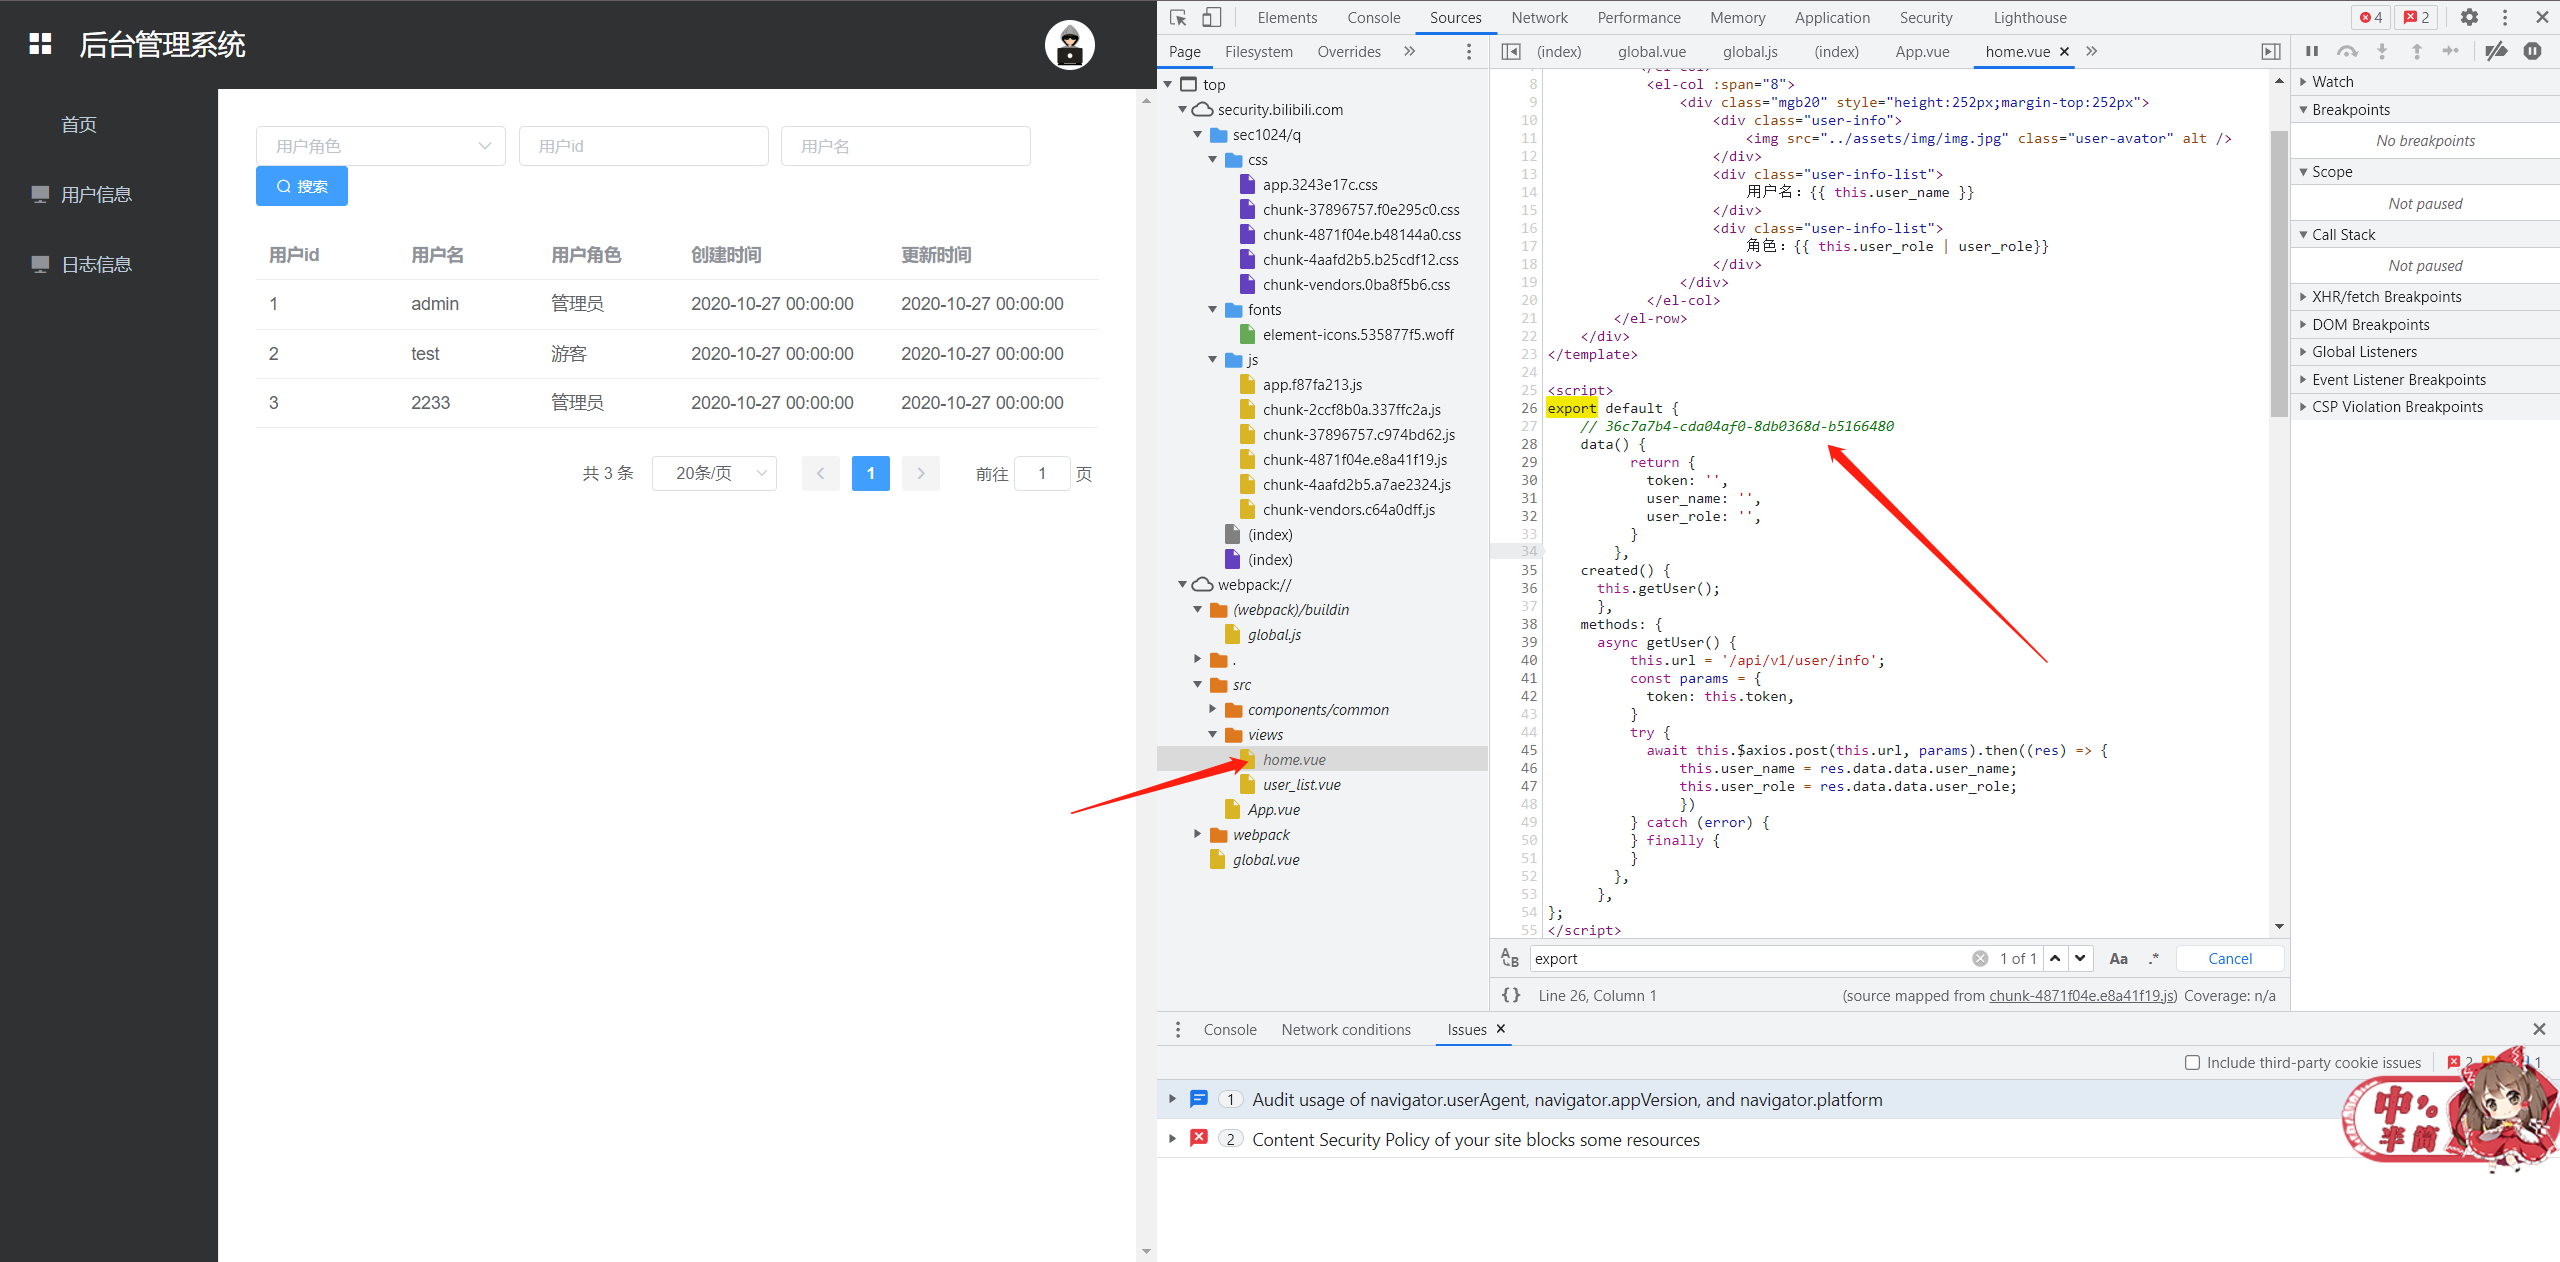 后台管理系统
首页
用户信息
日志信息
用户角色 用户id 用户名
搜索
用户id 用户名 用户角色 创建时间 更新时间
1 admin 管理员 2020-10-27 00:00:00 2020-10-27 00:00:00
2 test 游客 2020-10-27 00:00:00 2020-10-27 00:00:00
3 2233 管理员 2020-10-27 00:00:00 2020-10-27 00:00:00
共 3 条 20条/页 1 前往 1 页
Elements Console Sources Network Performance Memory Application Security Lighthouse 4 2
Page Filesystem Overrides
top
security.bilibili.com
sec1024/q
css
app.3243e17c.css
chunk-37896757.f0e295c0.css
chunk-4871f04e.b48144a0.css
chunk-4aafd2b5.b25cdf12.css
chunk-vendors.0ba8f5b6.css
fonts
element-icons.535877f5.woff
js
app.f87fa213.js
chunk-2ccf8b0a.337ffc2a.js
chunk-37896757.c974bd62.js
chunk-4871f04e.e8a41f19.js
chunk-4aafd2b5.a7ae2324.js
chunk-vendors.c64a0dff.js
(index)
(index)
webpack://
(webpack)/buildin
global.js
.
src
components/common
views
home.vue
user_list.vue
App.vue
webpack
global.vue
(index) global.vue global.js (index) App.vue home.vue
8 <el-col :span="8">
9 <div class="mgb20" style="height:252px;margin-top:252px">
10 <div class="user-info">
11 <img src="../assets/img/img.jpg" class="user-avator" alt />
12 </div>
13 <div class="user-info-list">
14 用户名：{{ this.user_name }}
15 </div>
16 <div class="user-info-list">
17 角色：{{ this.user_role | user_role}}
18 </div>
19 </div>
20 </el-col>
21 </el-row>
22 </div>
23 </template>
24
25 <script>
26 export default {
27 // 36c7a7b4-cda04af0-8db0368d-b5166480
28 data() {
29 return {
30 token: '',
31 user_name: '',
32 user_role: '',
33 }
34 },
35 created() {
36 this.getUser();
37 },
38 methods: {
39 async getUser() {
40 this.url = '/api/v1/user/info';
41 const params = {
42 token: this.token,
43 }
44 try {
45 await this.$axios.post(this.url, params).then((res) => {
46 this.user_name = res.data.data.user_name;
47 this.user_role = res.data.data.user_role;
48 })
49 } catch (error) {
50 } finally {
51 }
52 },
53 },
54 };
55 </script>
export 1 of 1 Aa .* Cancel
{} Line 26, Column 1 (source mapped from chunk-4871f04e.e8a41f19.js) Coverage: n/a
Watch
Breakpoints
No breakpoints
Scope
Not paused
Call Stack
Not paused
XHR/fetch Breakpoints
DOM Breakpoints
Global Listeners
Event Listener Breakpoints
CSP Violation Breakpoints
Console Network conditions Issues
Include third-party cookie issues 2 1
1 Audit usage of navigator.userAgent, navigator.appVersion, and navigator.platform
2 Content Security Policy of your site blocks some resources
中
半 简